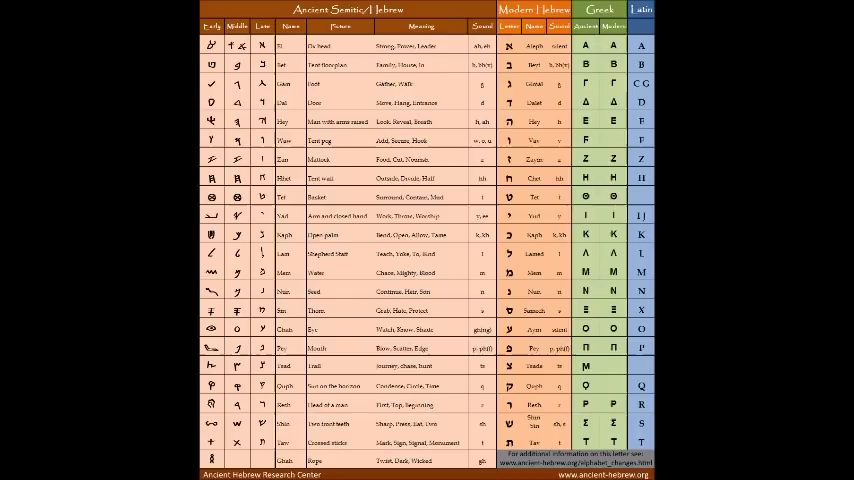 Ancient Semitic/Hebrew Modern Hebrew Greek Latin
Early Middle Late Name Picture Meaning Sound Letter Name Sound Ancient Modern
El Ox head Strong, Power, Leader ah, eh א Aleph silent Α Α A
Bet Tent floorplan Family, House, In b, bh(v) ב Beyt b, bh(v) Β Β B
Gam Foot Gather, Walk g ג Gimal g Γ Γ C G
Dal Door Move, Hang, Entrance d ד Dalet d Δ Δ D
Hey Man with arms raised Look, Reveal, Breath h, ah ה Hey h Ε Ε E
Waw Tent peg Add, Secure, Hook w, o, u ו Vav v F F
Zan Mattock Food, Cut, Nourish z ז Zayin z Ζ Ζ
Hhet Tent wall Outside, Divide, Half hh ח Chet hh Η Η H
Tet Basket Surround, Contain, Mud t ט Tet t Θ Θ
Yad Arm and closed hand Work, Throw, Worship y, ee י Yud y Ι Ι I J
Kaph Open palm Bend, Open, Allow, Tame k, kh כ Kaph k, kh Κ Κ K
Lam Shepherd Staff Teach, Yoke, To, Bind l ל Lamed l Λ Λ L
Mem Water Chaos, Mighty, Blood m מ Mem m Μ Μ M
Nun Seed Continue, Heir, Son n נ Nun n Ν Ν N
Sin Thorn Grab, Hate, Protect s ס Samech s Ξ Ξ X
Ghah Eye Watch, Know, Shade gh(ng) ע Ayin silent Ο Ο O
Pey Mouth Blow, Scatter, Edge p, ph(f) פ Pey p, ph(f) Π Π P
Tsad Trail Journey, chase, hunt ts צ Tsade ts Μ
Quph Sun on the horizon Condense, Circle, Time q ק Quph q Ϙ Q
Resh Head of a man First, Top, Beginning r ר Resh r Ρ Ρ R
Shin Two front teeth Sharp, Press, Eat, Two sh ש Shin Sin sh, s Σ Σ S
Taw Crossed sticks Mark, Sign, Signal, Monument t ת Tav t Τ Τ T
Ghah Rope Twist, Dark, Wicked gh
For additional information on this letter see:
www.ancient-hebrew.org/alphabet_changes.html
Ancient Hebrew Research Center www.ancient-hebrew.org